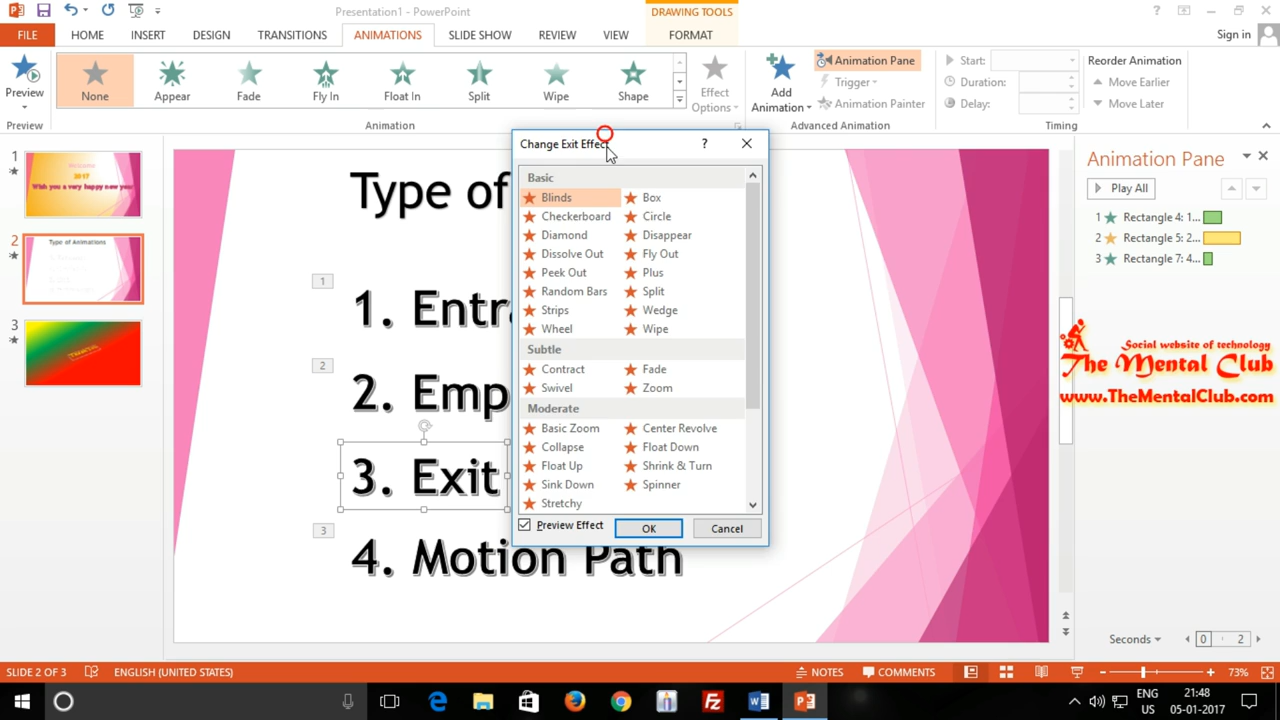 Presentation1 - PowerPoint
DRAWING TOOLS
?
FILE
HOME
INSERT
DESIGN
TRANSITIONS
ANIMATIONS
SLIDE SHOW
REVIEW
VIEW
FORMAT
Sign in
Preview
None
Appear
Fade
Fly In
Float In
Split
Wipe
Shape
Effect
Options
Add
Animation
Animation Pane
Trigger
Animation Painter
Start:
Duration:
Delay:
Reorder Animation
Move Earlier
Move Later
Preview
Animation
Advanced Animation
Timing
1
Welcome
2017
Wish you a very happy new year
2
Type of Animations
3
Type of
1
1. Entra
2
2. Emp
3. Exit
3
4. Motion Path
Change Exit Effect
?
Basic
Blinds
Box
Checkerboard
Circle
Diamond
Disappear
Dissolve Out
Fly Out
Peek Out
Plus
Random Bars
Split
Strips
Wedge
Wheel
Wipe
Subtle
Contract
Fade
Swivel
Zoom
Moderate
Basic Zoom
Center Revolve
Collapse
Float Down
Float Up
Shrink & Turn
Sink Down
Spinner
Stretchy
Preview Effect
OK
Cancel
Animation Pane
Play All
1 Rectangle 4: 1...
2 Rectangle 5: 2...
3 Rectangle 7: 4...
Social website of technology
The Mental Club
www.TheMentalClub.com
Seconds
0
2
SLIDE 2 OF 3
ENGLISH (UNITED STATES)
NOTES
COMMENTS
73%
ENG
US
21:48
05-01-2017